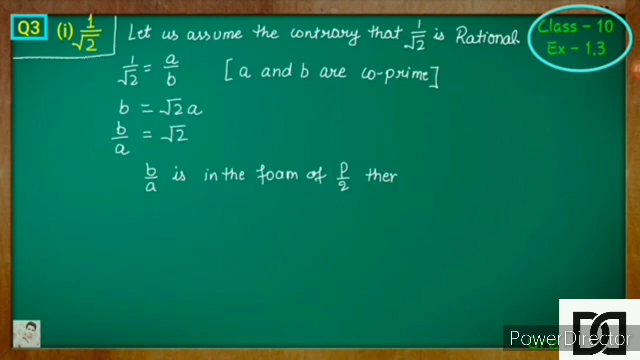 Q3 (i) 1/√2 Let us assume the contrary that 1/√2 is Rational.
Class - 10
Ex - 1.3
1/√2 = a/b [a and b are co-prime]
b = √2 a
b/a = √2
b/a is in the foam of p/2 ther
PowerDirector